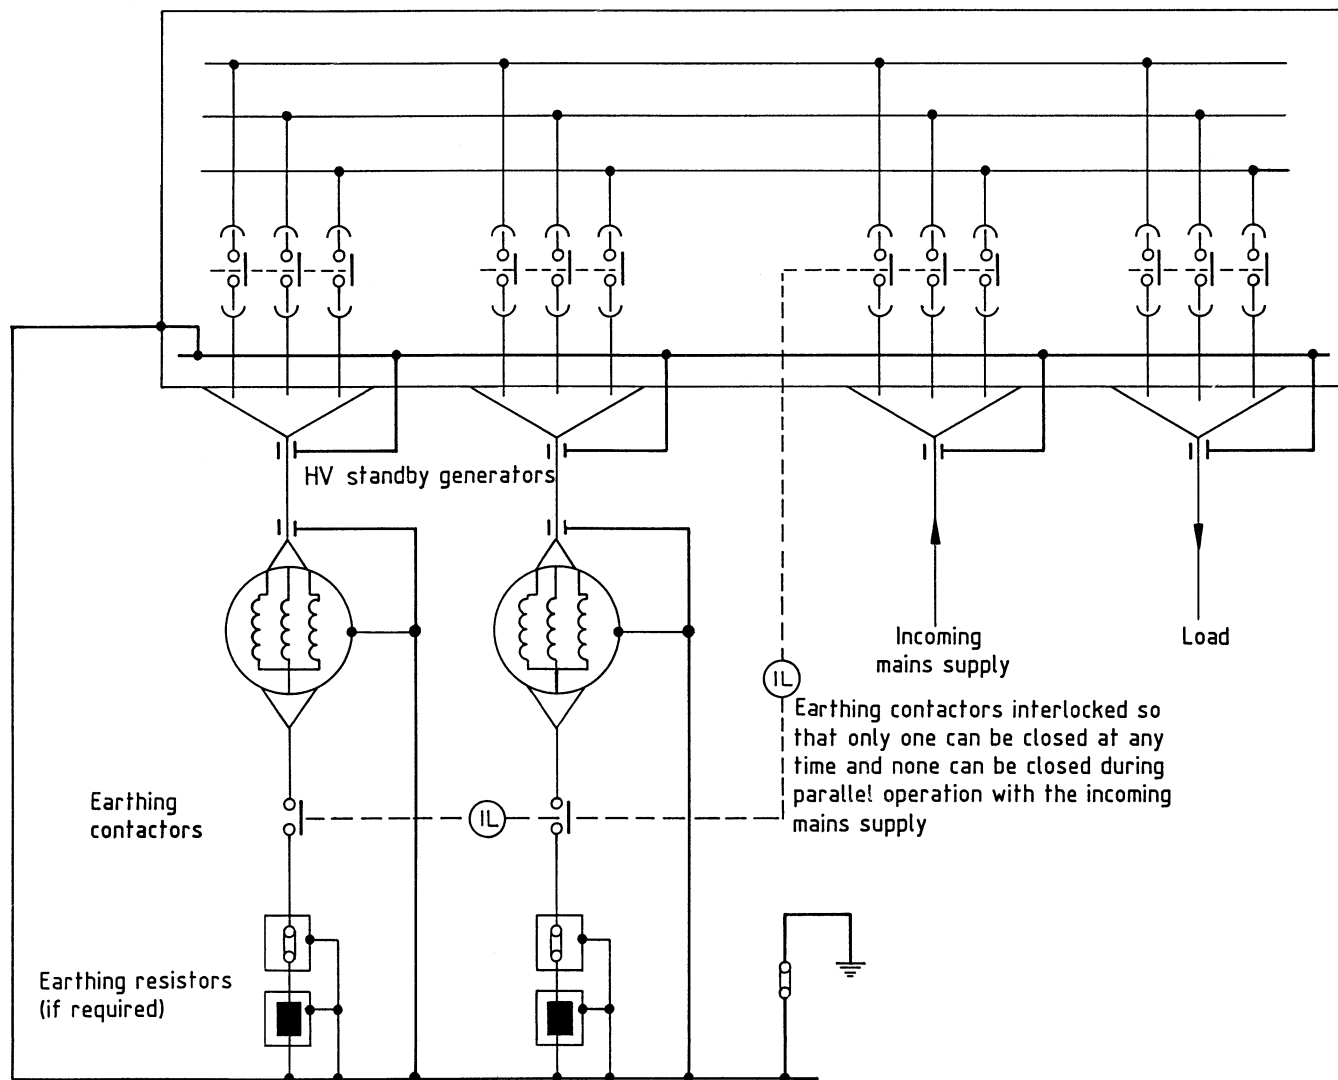 HV standby generators
Incoming
mains supply
Load
IL
Earthing contactors interlocked so
that only one can be closed at any
time and none can be closed during
parallel operation with the incoming
mains supply
Earthing
contactors
IL
Earthing resistors
(if required)